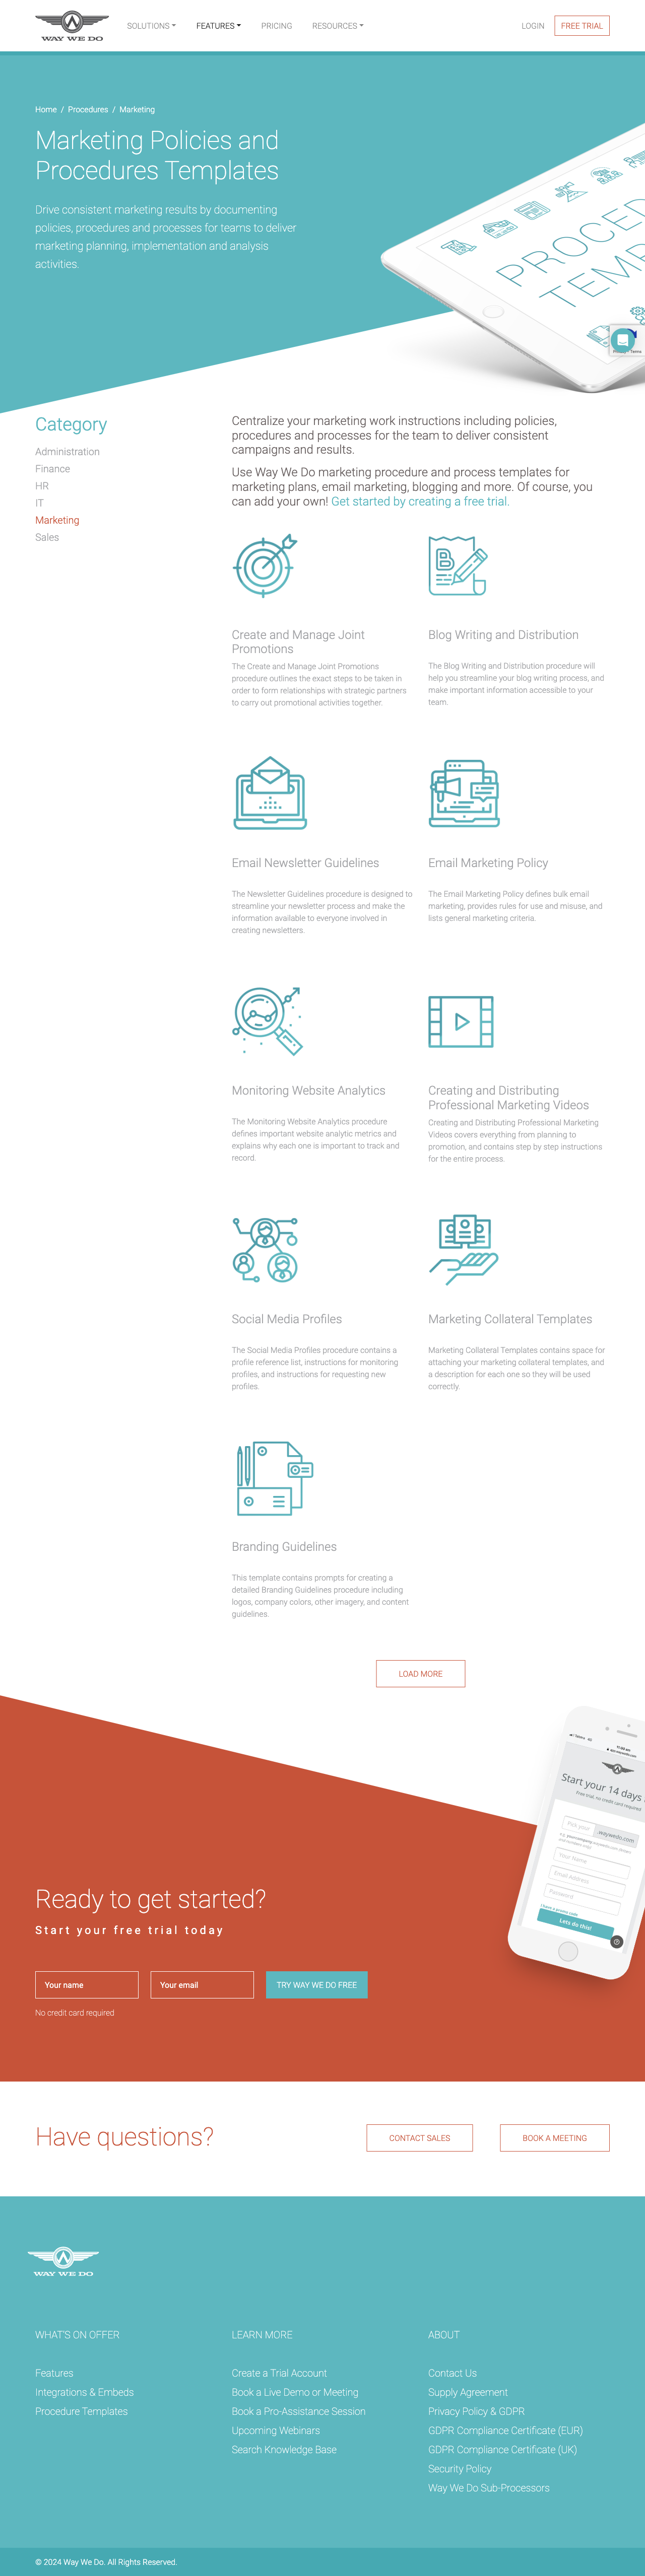 WAY WE DO
SOLUTIONS
FEATURES
PRICING
RESOURCES
LOGIN
FREE TRIAL
Home / Procedures / Marketing
Marketing Policies and
Procedures Templates
Drive consistent marketing results by documenting
policies, procedures and processes for teams to deliver
marketing planning, implementation and analysis
activities.
Terms
Category
Administration
Finance
HR
IT
Marketing
Sales
Centralize your marketing work instructions including policies,
procedures and processes for the team to deliver consistent
campaigns and results.
Use Way We Do marketing procedure and process templates for
marketing plans, email marketing, blogging and more. Of course, you
can add your own! Get started by creating a free trial.
Create and Manage Joint
Promotions
The Create and Manage Joint Promotions
procedure outlines the exact steps to be taken in
order to form relationships with strategic partners
to carry out promotional activities together.
B
Blog Writing and Distribution
The Blog Writing and Distribution procedure will
help you streamline your blog writing process, and
make important information accessible to your
team.
Email Newsletter Guidelines
The Newsletter Guidelines procedure is designed to
streamline your newsletter process and make the
information available to everyone involved in
creating newsletters.
Email Marketing Policy
The Email Marketing Policy defines bulk email
marketing, provides rules for use and misuse, and
lists general marketing criteria.
Monitoring Website Analytics
The Monitoring Website Analytics procedure
defines important website analytic metrics and
explains why each one is important to track and
record.
Creating and Distributing
Professional Marketing Videos
Creating and Distributing Professional Marketing
Videos covers everything from planning to
promotion, and contains step by step instructions
for the entire process.
Social Media Profiles
The Social Media Profiles procedure contains a
profile reference list, instructions for monitoring
profiles, and instructions for requesting new
profiles.
Marketing Collateral Templates
Marketing Collateral Templates contains space for
attaching your marketing collateral templates, and
a description for each one so they will be used
correctly.
Branding Guidelines
This template contains prompts for creating a
detailed Branding Guidelines procedure including
logos, company colors, other imagery, and content
guidelines.
LOAD MORE
Start your 14 days
Free trial, no credit card required
Pick your
.waywedo.com
Your Name
Email Address
Password
Lets do this!
Ready to get started?
Start your free trial today
Your name
Your email
TRY WAY WE DO FREE
No credit card required
Have questions?
CONTACT SALES
BOOK A MEETING
WAY WE DO
WHAT'S ON OFFER
Features
Integrations & Embeds
Procedure Templates
LEARN MORE
Create a Trial Account
Book a Live Demo or Meeting
Book a Pro-Assistance Session
Upcoming Webinars
Search Knowledge Base
ABOUT
Contact Us
Supply Agreement
Privacy Policy & GDPR
GDPR Compliance Certificate (EUR)
GDPR Compliance Certificate (UK)
Security Policy
Way We Do Sub-Processors
© 2024 Way We Do. All Rights Reserved.